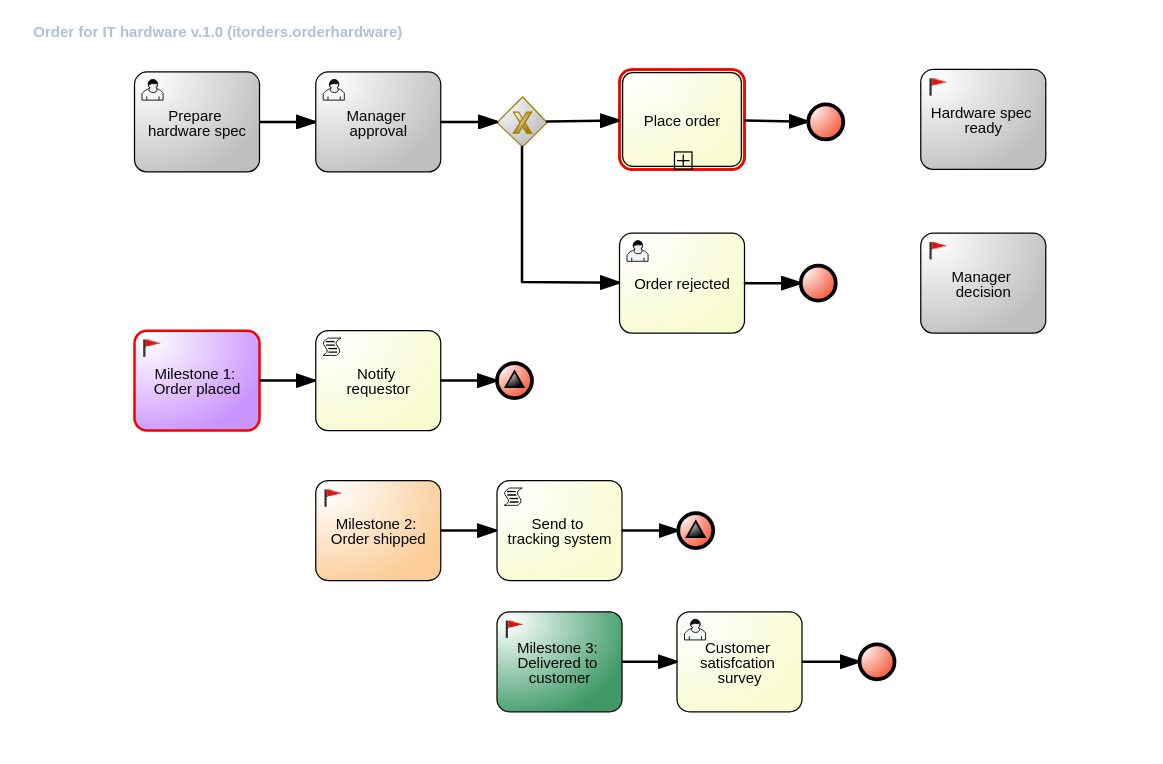 Order for IT hardware v.1.0 (itorders.orderhardware)
Prepare
hardware spec
Manager
approval
X
Place order
Hardware spec
ready
Order rejected
Manager
decision
Milestone 1:
Order placed
Notify
requestor
Milestone 2:
Order shipped
Send to
tracking system
Milestone 3:
Delivered to
customer
Customer
satisfcation
survey